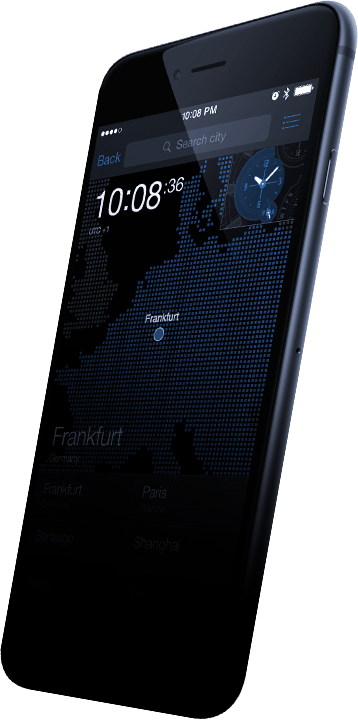 10:08 PM
Back
Search city
10:08:36
UTC +1
Frankfurt
Frankfurt
Germany
Frankfurt Paris
Shanghai